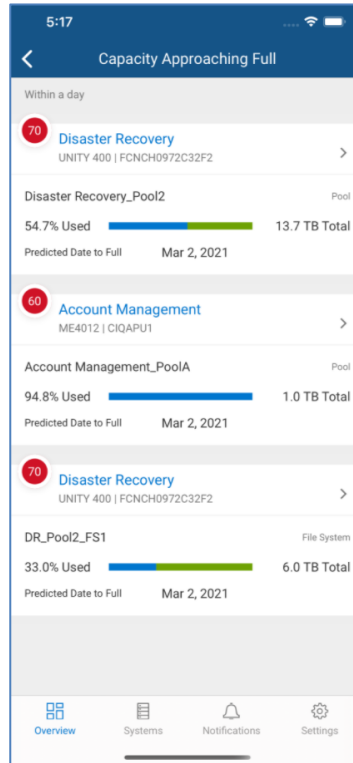 5:17
Capacity Approaching Full
Within a day
70
Disaster Recovery
UNITY 400 | FCNCH0972C32F2
Disaster Recovery_Pool2 Pool
54.7% Used 13.7 TB Total
Predicted Date to Full Mar 2, 2021
60
Account Management
ME4012 | CIQAPU1
Account Management_PoolA Pool
94.8% Used 1.0 TB Total
Predicted Date to Full Mar 2, 2021
70
Disaster Recovery
UNITY 400 | FCNCH0972C32F2
DR_Pool2_FS1 File System
33.0% Used 6.0 TB Total
Predicted Date to Full Mar 2, 2021
Overview Systems Notifications Settings